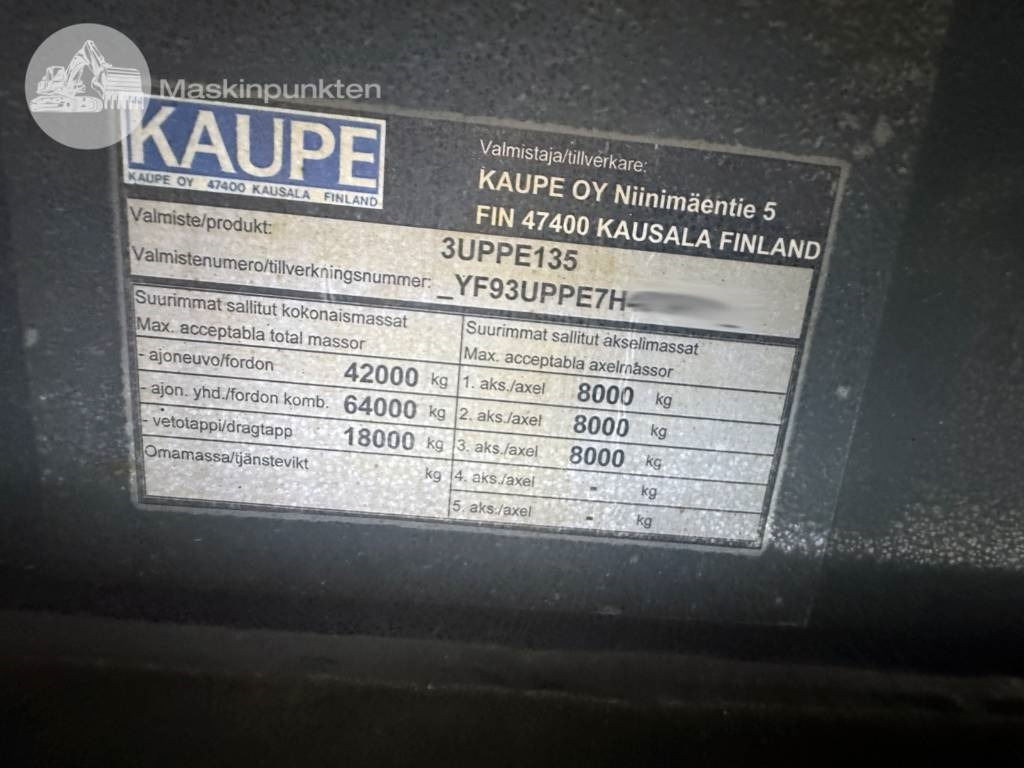 Maskinpunkten
KAUPE
KAUPE OY 47400 KAUSALA FINLAND
Valmistaja/tillverkare:
KAUPE OY Niinimäentie 5
FIN 47400 KAUSALA FINLAND
Valmiste/produkt: 3UPPE135
Valmistenumero/tillverkningsnummer: _YF93UPPE7H
Suurimmat sallitut kokonaismassat
Max. acceptabla total massor
- ajoneuvo/fordon 42000 kg
- ajon. yhd./fordon komb. 64000 kg
- vetotappi/dragtapp 18000 kg
Omamassa/tjänstevikt kg
Suurimmat sallitut akselimassat
Max. acceptabla axelmassor
1. aks./axel 8000 kg
2. aks./axel 8000 kg
3. aks./axel 8000 kg
4. aks./axel - kg
5. aks./axel - kg